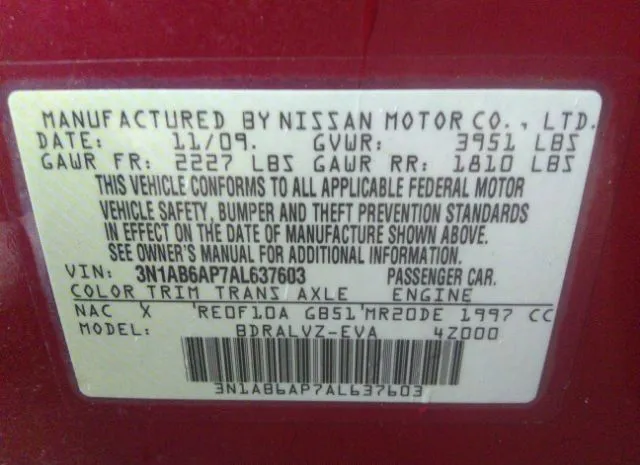 MANUFACTURED BY NISSAN MOTOR CO., LTD.
DATE: 11/09. GVWR: 3951 LBS
GAWR FR: 2227 LBS GAWR RR: 1810 LBS
THIS VEHICLE CONFORMS TO ALL APPLICABLE FEDERAL MOTOR
VEHICLE SAFETY, BUMPER AND THEFT PREVENTION STANDARDS
IN EFFECT ON THE DATE OF MANUFACTURE SHOWN ABOVE.
SEE OWNER'S MANUAL FOR ADDITIONAL INFORMATION.
VIN: 3N1AB6AP7AL637603 PASSENGER CAR.
COLOR TRIM TRANS AXLE ENGINE
NAC X 'RE0F10A GB51'MR20DE 1997 CC
MODEL: BDRALVZ-EVA 4Z000
3N1AB6AP7AL637603